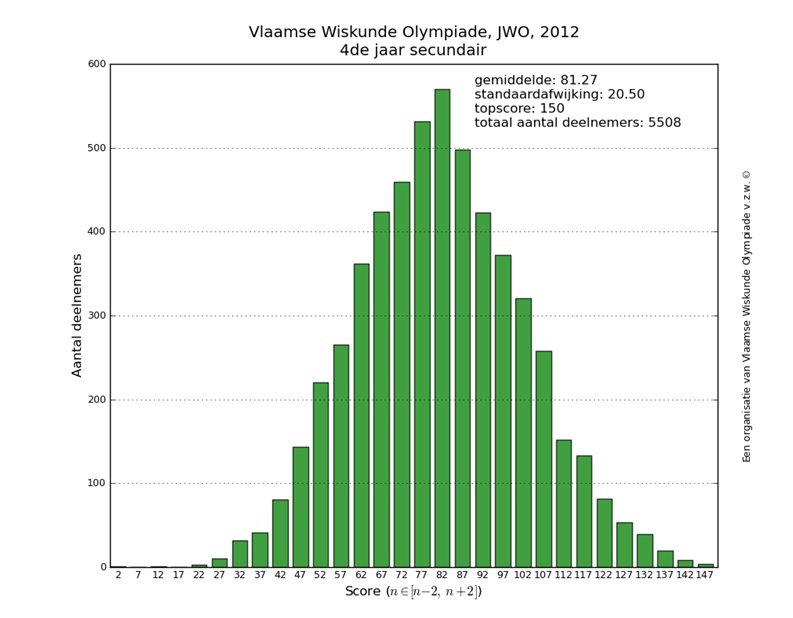 Vlaamse Wiskunde Olympiade, JWO, 2012
4de jaar secundair
gemiddelde: 81.27
standaardafwijking: 20.50
topscore: 150
totaal aantal deelnemers: 5508
Aantal deelnemers
600
500
400
300
200
100
0
2 7 12 17 22 27 32 37 42 47 52 57 62 67 72 77 82 87 92 97 102 107 112 117 122 127 132 137 142 147
Score (n∈[n−2, n+2])
Een organisatie van Vlaamse Wiskunde Olympiade v.z.w. ©